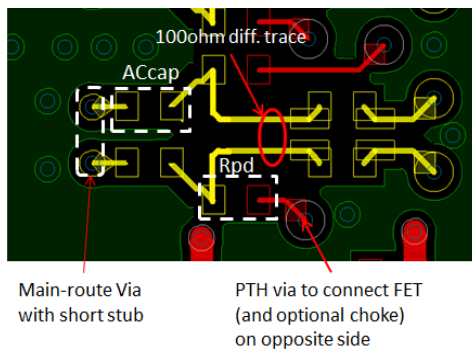 100ohm diff. trace
ACcap
Rpd
Main-route Via
with short stub
PTH via to connect FET
(and optional choke)
on opposite side